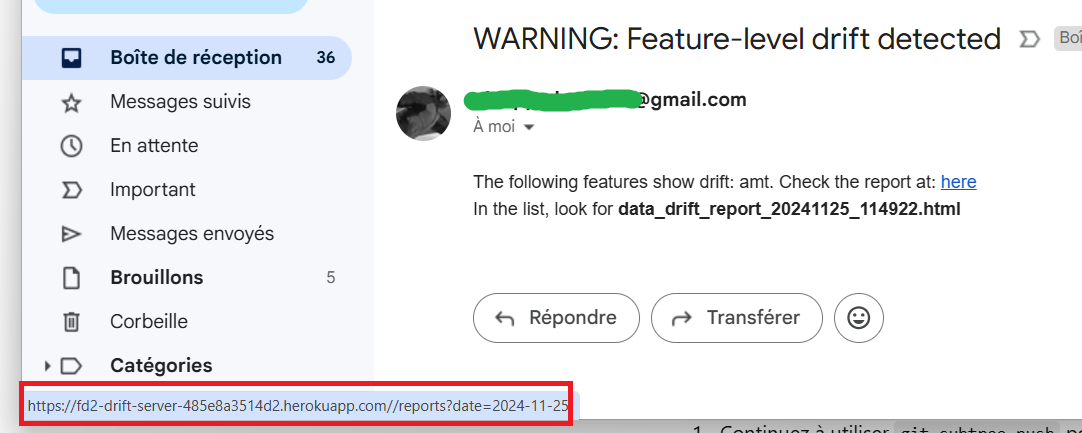 WARNING: Feature-level drift detected
Boî
Boîte de réception 36
Messages suivis
En attente
Important
Messages envoyés
Brouillons 5
Corbeille
Catégories
@gmail.com
À moi
The following features show drift: amt. Check the report at: here
In the list, look for data_drift_report_20241125_114922.html
Répondre
Transférer
https://fd2-drift-server-485e8a3514d2.herokuapp.com//reports?date=2024-11-25
1. Continuez à utiliser git subtree push